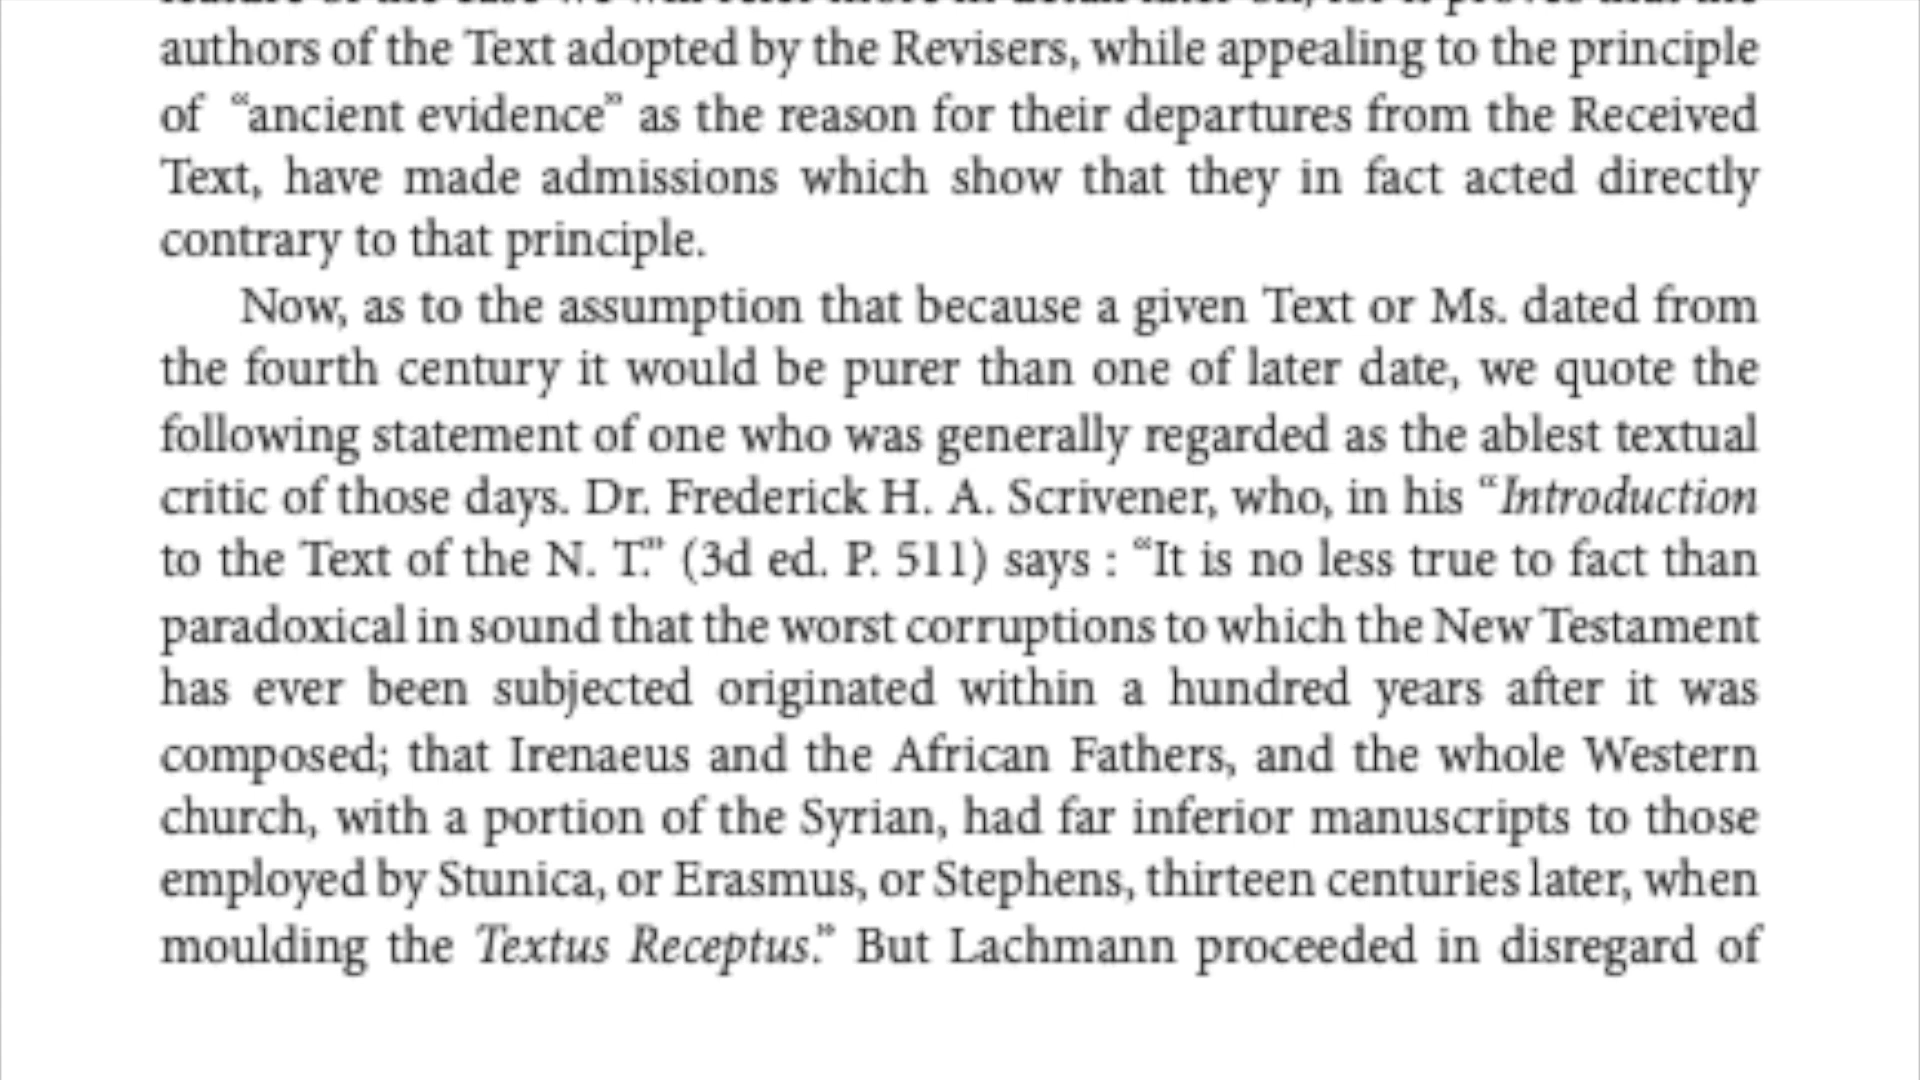 authors of the Text adopted by the Revisers, while appealing to the principle
of “ancient evidence” as the reason for their departures from the Received
Text, have made admissions which show that they in fact acted directly
contrary to that principle.
Now, as to the assumption that because a given Text or Ms. dated from
the fourth century it would be purer than one of later date, we quote the
following statement of one who was generally regarded as the ablest textual
critic of those days. Dr. Frederick H. A. Scrivener, who, in his “Introduction
to the Text of the N. T.” (3d ed. P. 511) says : “It is no less true to fact than
paradoxical in sound that the worst corruptions to which the New Testament
has ever been subjected originated within a hundred years after it was
composed; that Irenaeus and the African Fathers, and the whole Western
church, with a portion of the Syrian, had far inferior manuscripts to those
employed by Stunica, or Erasmus, or Stephens, thirteen centuries later, when
moulding the Textus Receptus.” But Lachmann proceeded in disregard of